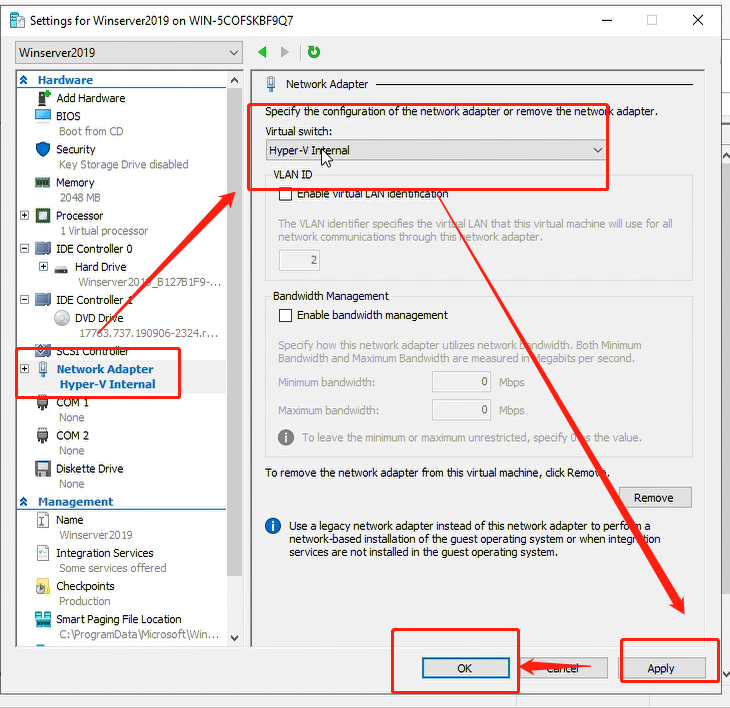 Settings for Winserver2019 on WIN-5COFSKBF9Q7
Winserver2019
Hardware
Add Hardware
BIOS
Boot from CD
Security
Key Storage Drive disabled
Memory
2048 MB
Processor
1 Virtual processor
IDE Controller 0
Hard Drive
Winserver2019_B127B1F9-...
IDE Controller 1
DVD Drive
17763.737.190906-2324.r...
SCSI Controller
Network Adapter
Hyper-V Internal
COM 1
None
COM 2
None
Diskette Drive
None
Management
Name
Winserver2019
Integration Services
Some services offered
Checkpoints
Production
Smart Paging File Location
C:\ProgramData\Microsoft\Win...
Network Adapter
Specify the configuration of the network adapter or remove the network adapter.
Virtual switch:
Hyper-V Internal
VLAN ID
Enable virtual LAN identification
The VLAN identifier specifies the virtual LAN that this virtual machine will use for all
network communications through this network adapter.
2
Bandwidth Management
Enable bandwidth management
Specify how this network adapter utilizes network bandwidth. Both Minimum
Bandwidth and Maximum Bandwidth are measured in Megabits per second.
Minimum bandwidth: 0 Mbps
Maximum bandwidth: 0 Mbps
To leave the minimum or maximum unrestricted, specify 0 as the value.
To remove the network adapter from this virtual machine, click Remove.
Remove
Use a legacy network adapter instead of this network adapter to perform a
network-based installation of the guest operating system or when integration
services are not installed in the guest operating system.
OK Cancel Apply